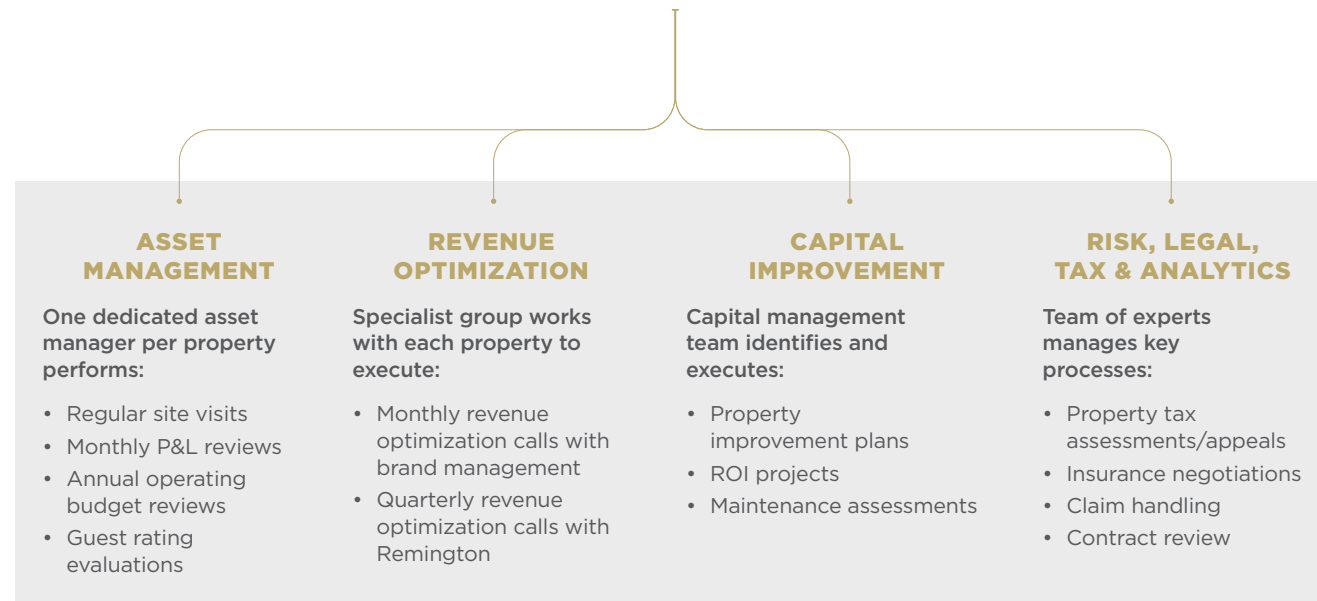 ASSET
MANAGEMENT
One dedicated asset
manager per property
performs:
• Regular site visits
• Monthly P&L reviews
• Annual operating
budget reviews
• Guest rating
evaluations
REVENUE
OPTIMIZATION
Specialist group works
with each property to
execute:
• Monthly revenue
optimization calls with
brand management
• Quarterly revenue
optimization calls with
Remington
CAPITAL
IMPROVEMENT
Capital management
team identifies and
executes:
• Property
improvement plans
• ROI projects
• Maintenance assessments
RISK, LEGAL,
TAX & ANALYTICS
Team of experts
manages key
processes:
• Property tax
assessments/appeals
• Insurance negotiations
• Claim handling
• Contract review